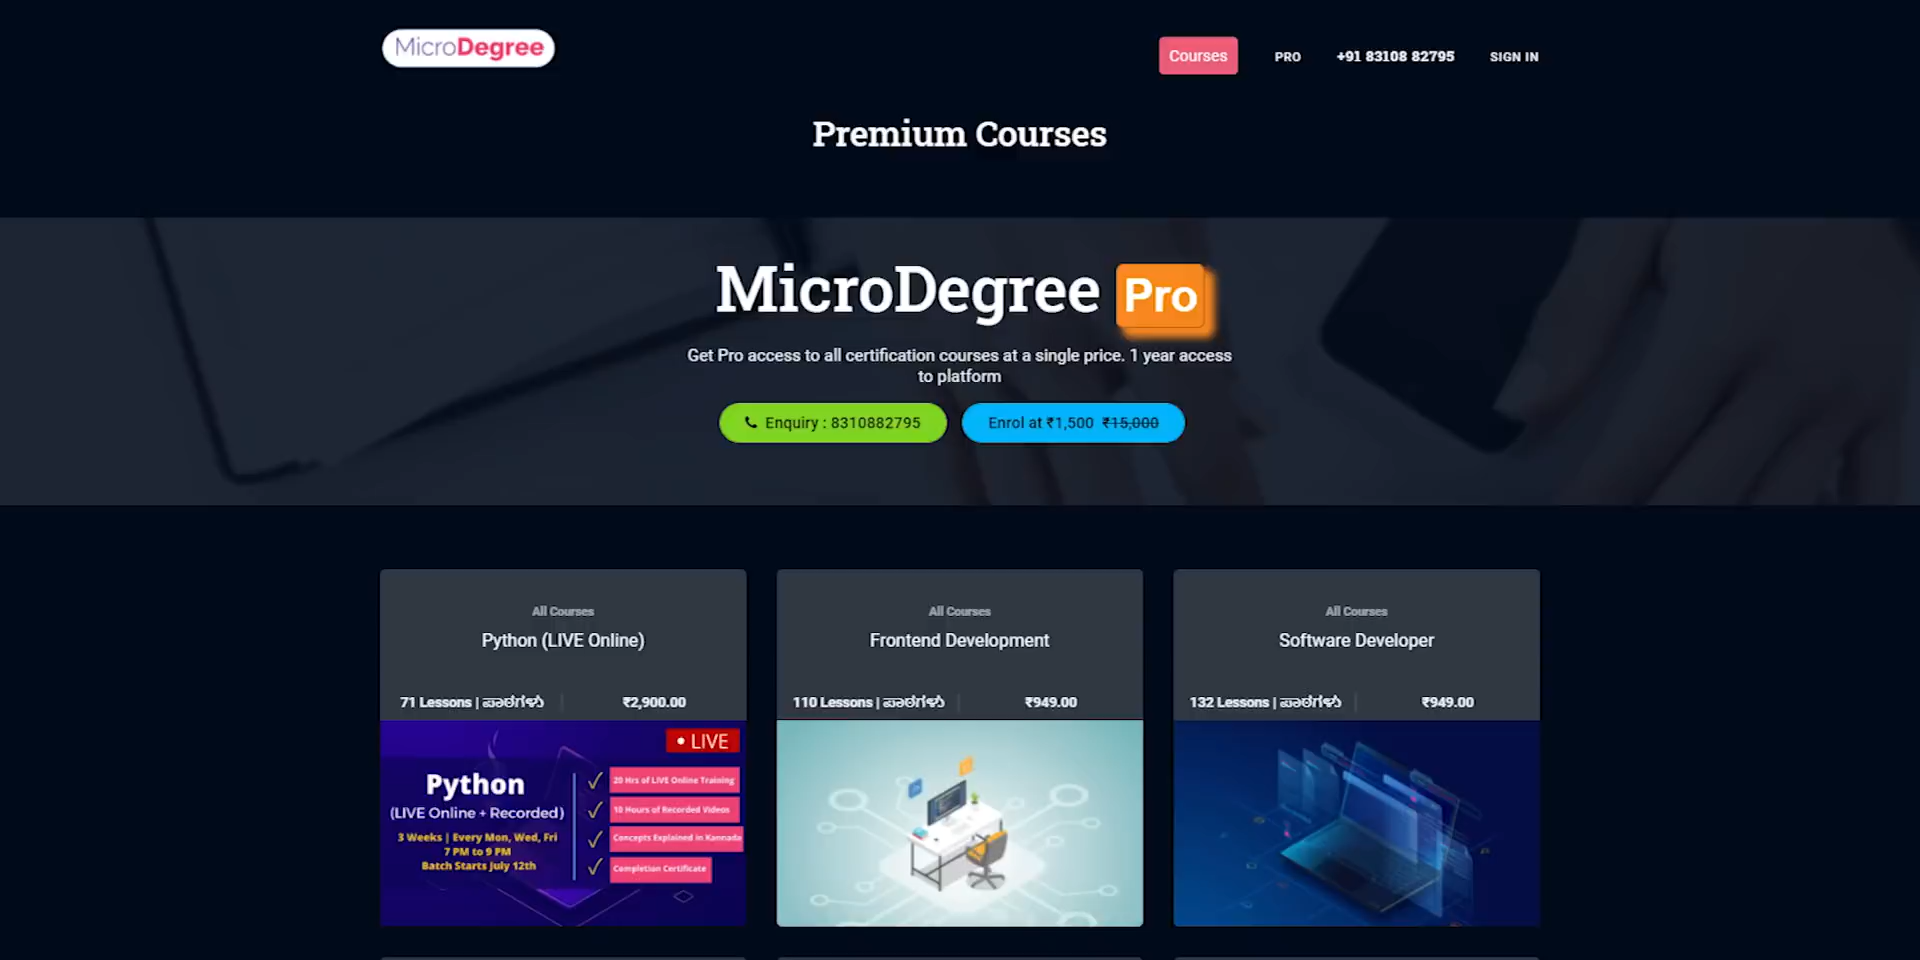 MicroDegree
Courses
PRO
+91 83108 82795
SIGN IN
Premium Courses
MicroDegree Pro
Get Pro access to all certification courses at a single price. 1 year access
to platform
Enquiry : 8310882795
Enrol at ₹1,500 ₹15,000
All Courses
Python (LIVE Online)
71 Lessons | ಪಾಠಗಳು
₹2,900.00
• LIVE
Python
(LIVE Online + Recorded)
3 Weeks | Every Mon, Wed, Fri
7 PM to 9 PM
Batch Starts July 12th
20 Hrs of LIVE Online Training
10 Hours of Recorded Videos
Concepts Explained in Kannada
Completion Certificate
All Courses
Frontend Development
110 Lessons | ಪಾಠಗಳು
₹949.00
All Courses
Software Developer
132 Lessons | ಪಾಠಗಳು
₹949.00